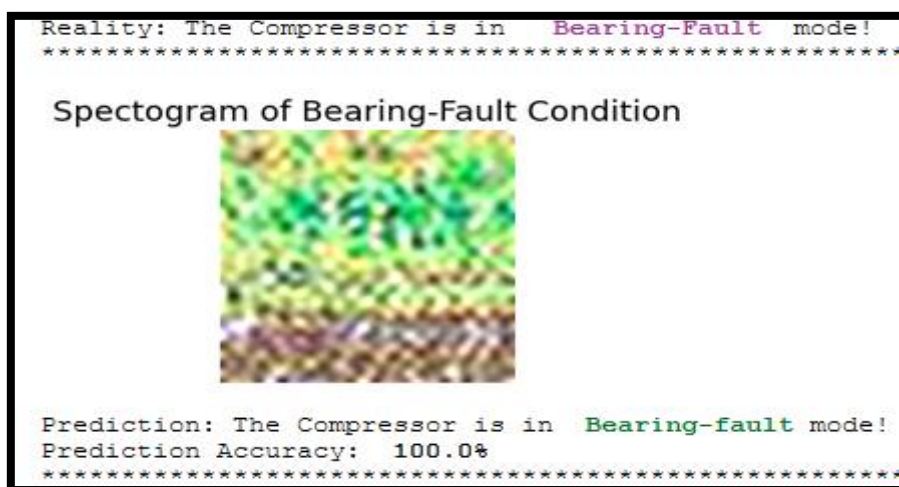 Reality: The Compressor is in Bearing-Fault mode!
******************************************************
Spectogram of Bearing-Fault Condition
Prediction: The Compressor is in Bearing-fault mode!
Prediction Accuracy: 100.0%
******************************************************